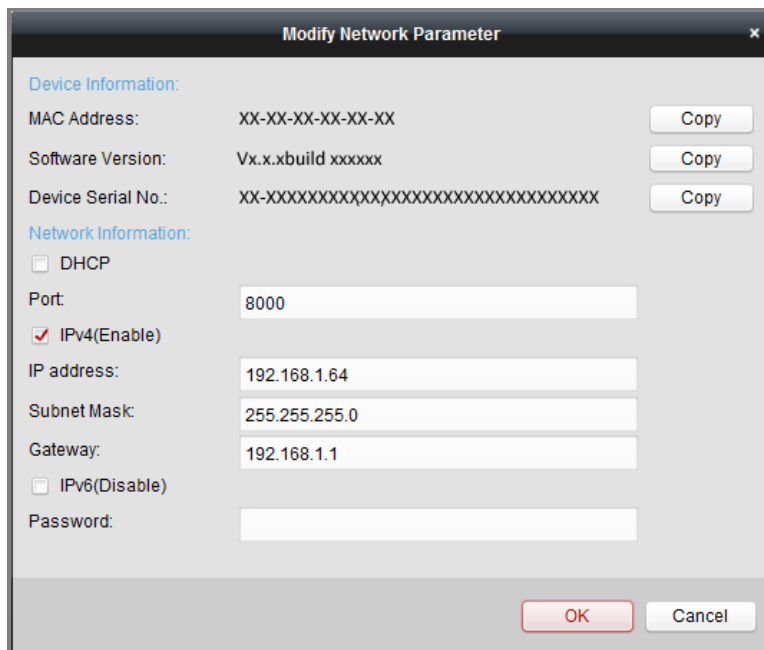 Modify Network Parameter ×
Device Information:
MAC Address: XX-XX-XX-XX-XX-XX Copy
Software Version: Vx.x.xbuild xxxxxx Copy
Device Serial No.: XX-XXXXXXXXXXXXXXXXXXXXXXXXXXXXXXX Copy
Network Information:
DHCP
Port: 8000
IPv4(Enable)
IP address: 192.168.1.64
Subnet Mask: 255.255.255.0
Gateway: 192.168.1.1
IPv6(Disable)
Password:
OK Cancel